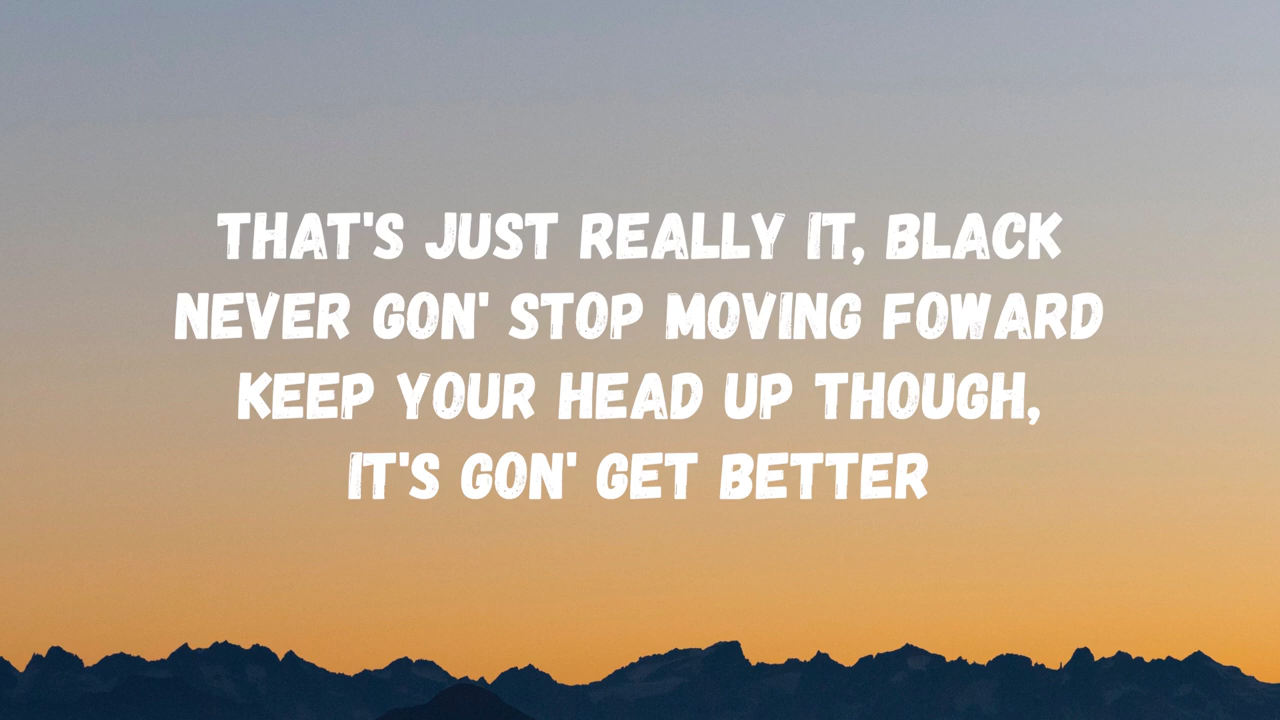 THAT'S JUST REALLY IT, BLACK
NEVER GON' STOP MOVING FOWARD
KEEP YOUR HEAD UP THOUGH,
IT'S GON' GET BETTER